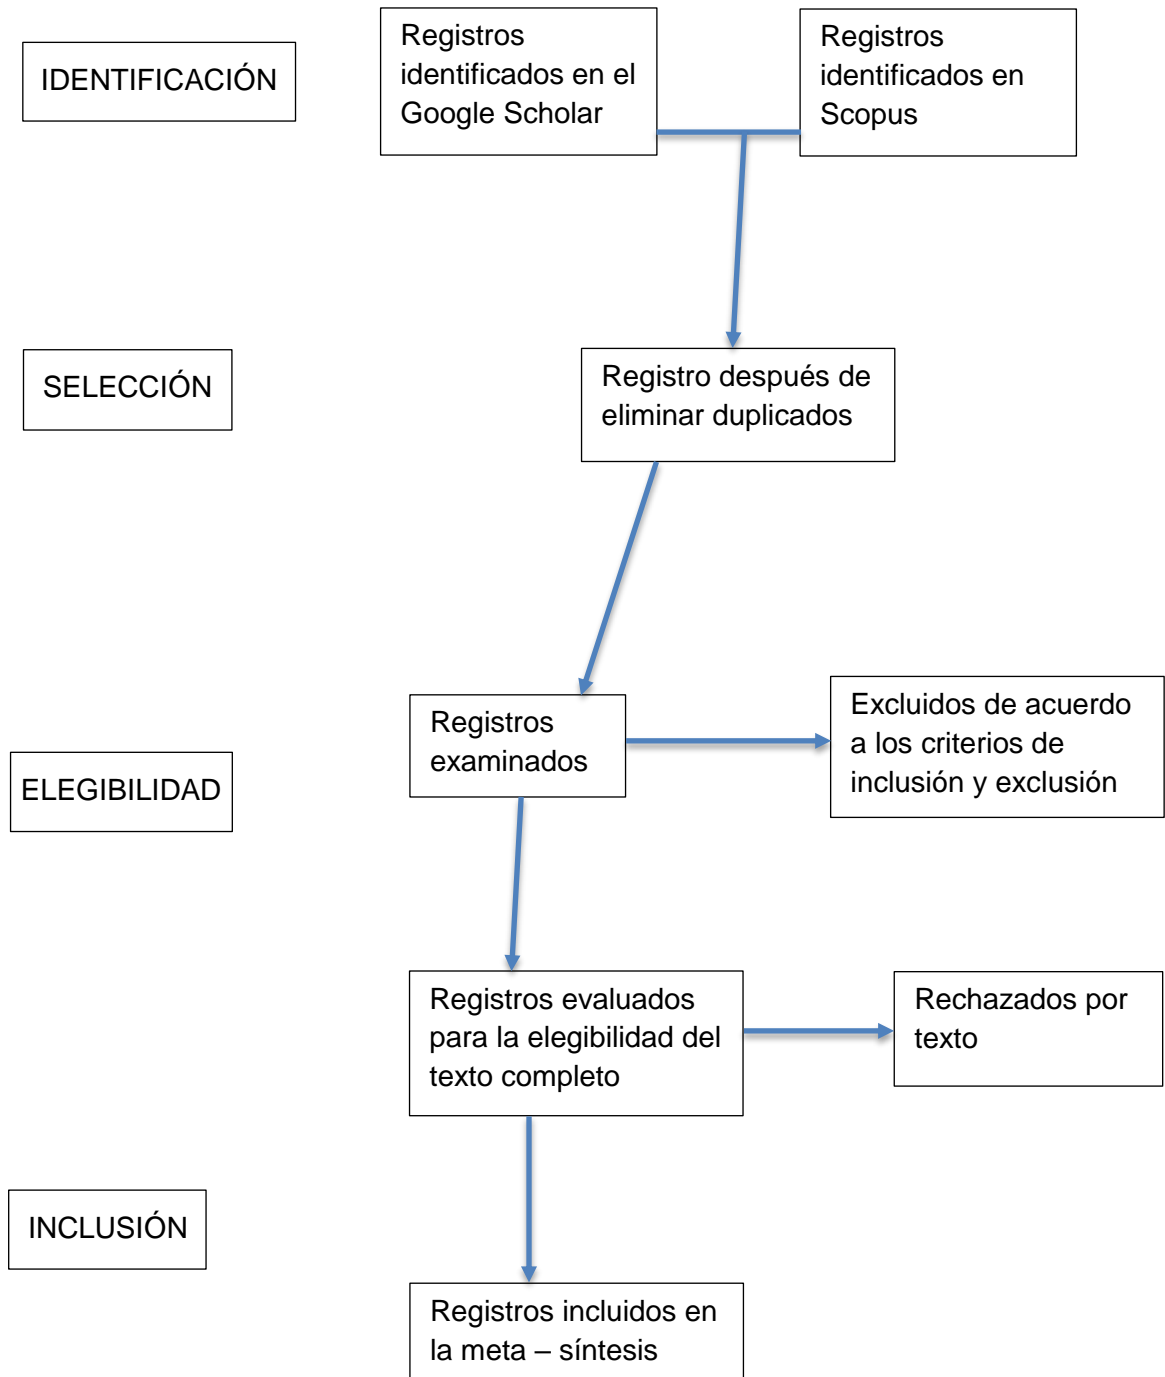 IDENTIFICACIÓN
Registros
identificados en el
Google Scholar
Registros
identificados en
Scopus
SELECCIÓN
Registro después de
eliminar duplicados
ELEGIBILIDAD
Registros
examinados
Excluidos de acuerdo
a los criterios de
inclusión y exclusión
Registros evaluados
para la elegibilidad del
texto completo
Rechazados por
texto
INCLUSIÓN
Registros incluidos en
la meta – síntesis